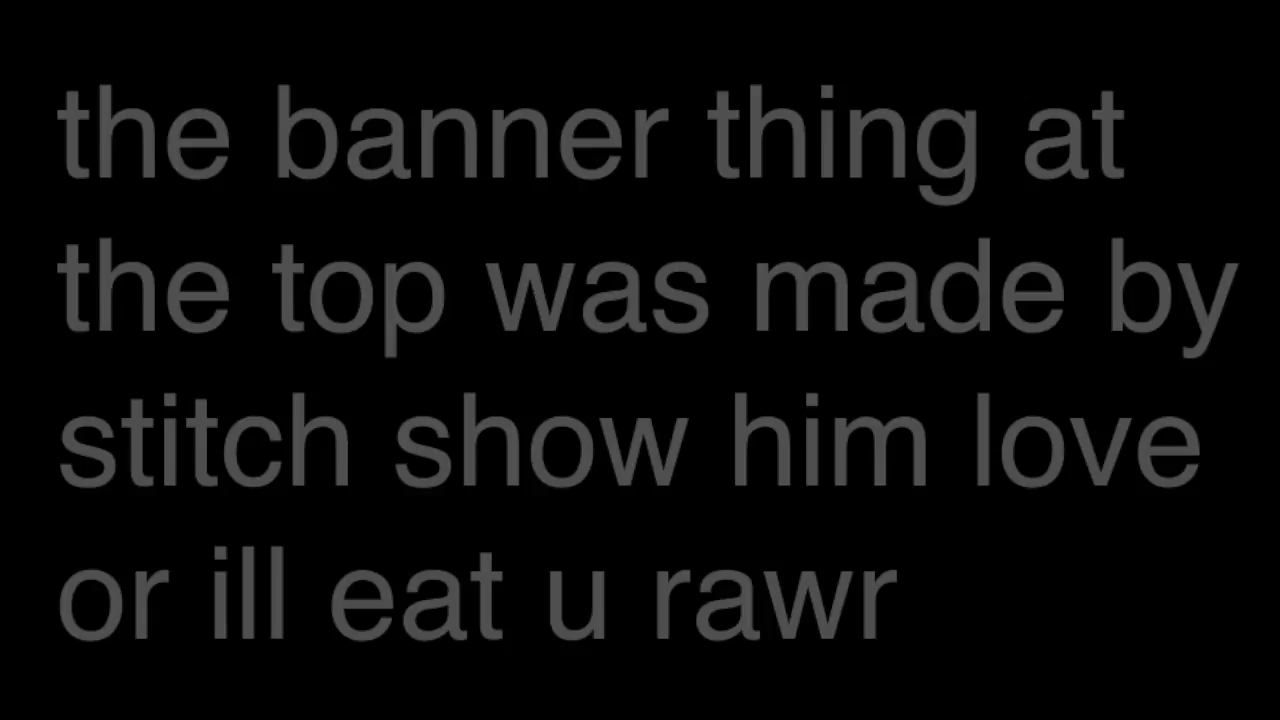 the banner thing at
the top was made by
stitch show him love
or ill eat u rawr